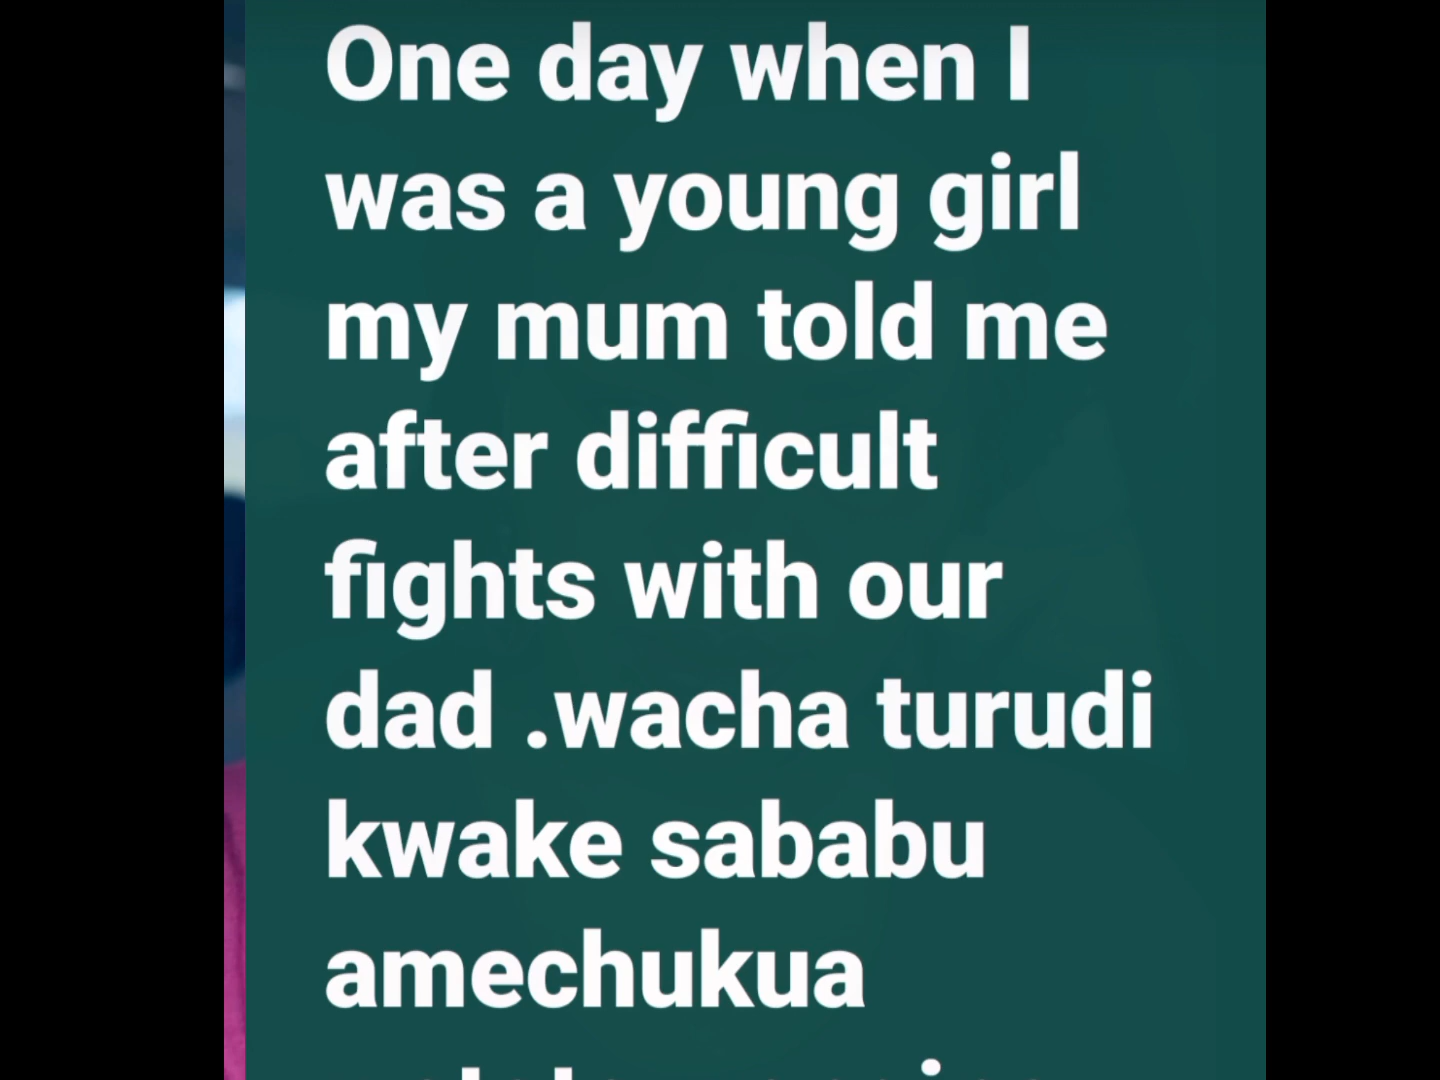 One day when I
was a young girl
my mum told me
after difficult
fights with our
dad .wacha turudi
kwake sababu
amechukua